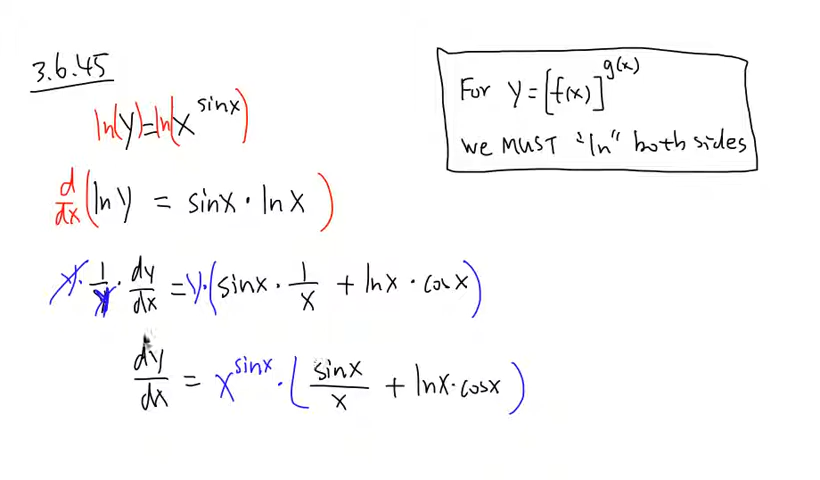 3.6.45
ln(y)=ln(x^sinx)
d/dx(ln y = sinx · ln x)
y · 1/y · dy/dx = y · (sinx · 1/x + lnx · cosx)
dy/dx = x^sinx · (sinx/x + lnx · cosx)
For y = [f(x)]^g(x)
we MUST "ln" both sides